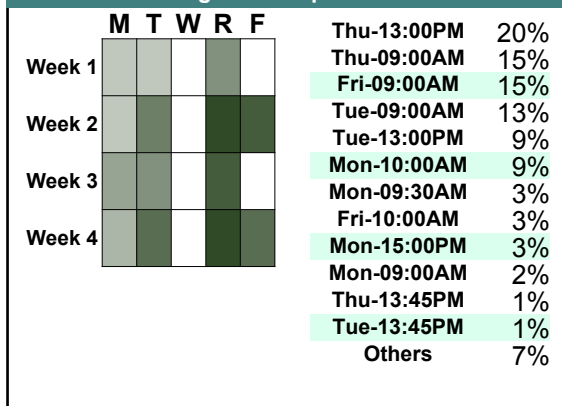 M T W R F
Week 1
Week 2
Week 3
Week 4
Thu-13:00PM 20%
Thu-09:00AM 15%
Fri-09:00AM 15%
Tue-09:00AM 13%
Tue-13:00PM 9%
Mon-10:00AM 9%
Mon-09:30AM 3%
Fri-10:00AM 3%
Mon-15:00PM 3%
Mon-09:00AM 2%
Thu-13:45PM 1%
Tue-13:45PM 1%
Others 7%